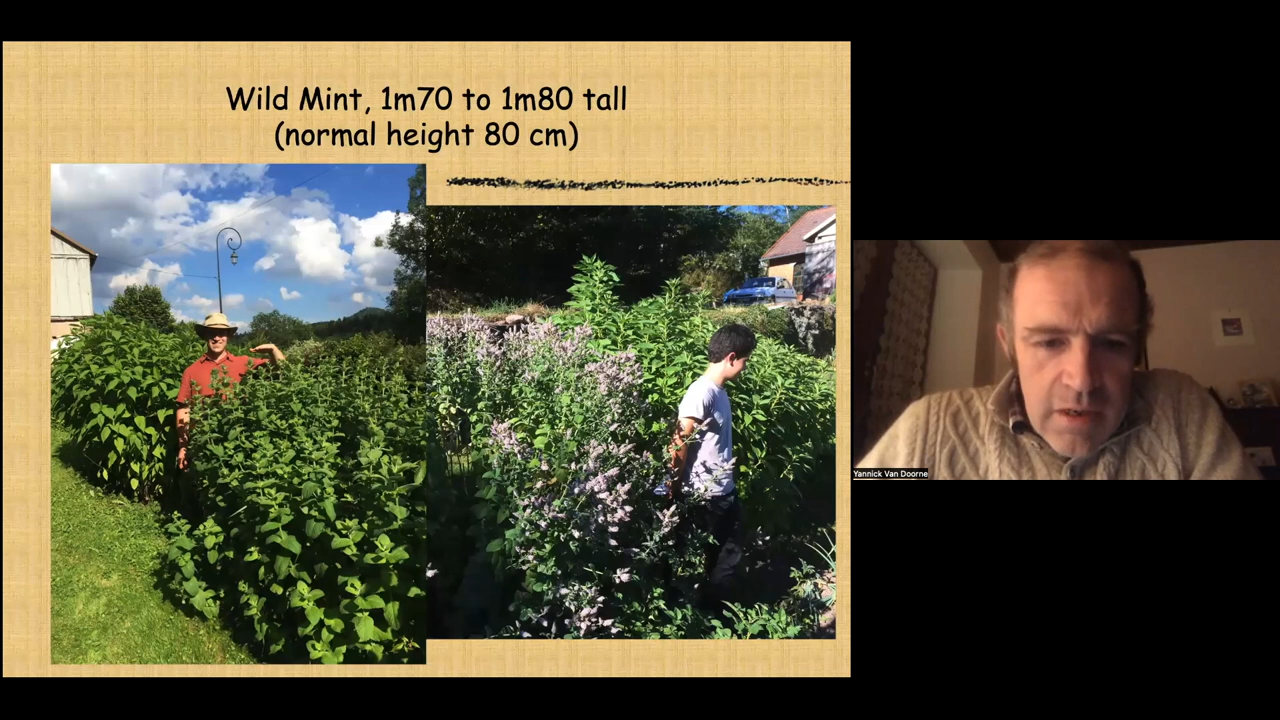 Wild Mint, 1m70 to 1m80 tall
(normal height 80 cm)
Yannick Van Doorne